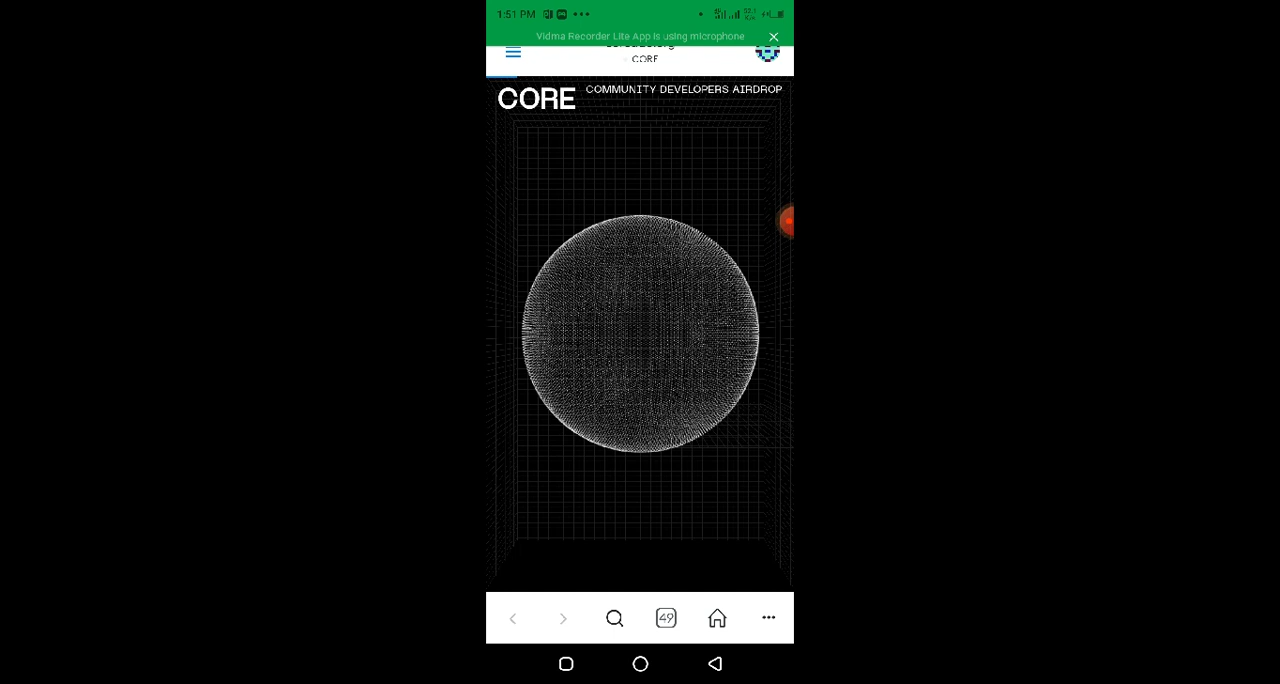 1:51 PM
Vidma Recorder Lite App is using microphone
CORE
CORE
COMMUNITY DEVELOPERS AIRDROP
49